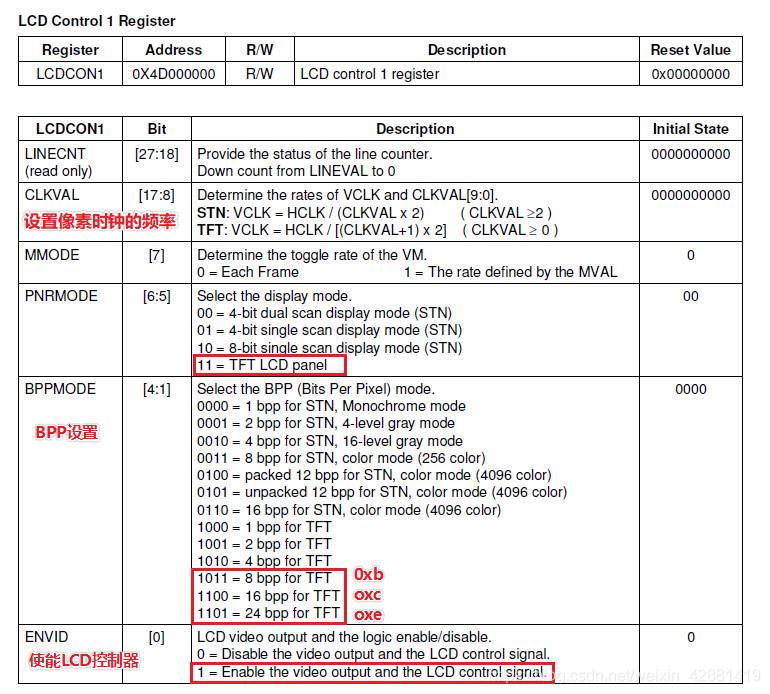 LCD Control 1 Register
Register Address R/W Description Reset Value
LCDCON1 0X4D000000 R/W LCD control 1 register 0x00000000
LCDCON1 Bit Description Initial State
LINECNT [27:18] Provide the status of the line counter. 0000000000
(read only) Down count from LINEVAL to 0
CLKVAL [17:8] Determine the rates of VCLK and CLKVAL[9:0]. 0000000000
设置像素时钟的频率 STN: VCLK = HCLK / (CLKVAL x 2) ( CLKVAL ≥2 )
TFT: VCLK = HCLK / [(CLKVAL+1) x 2] ( CLKVAL ≥ 0 )
MMODE [7] Determine the toggle rate of the VM. 0
0 = Each Frame 1 = The rate defined by the MVAL
PNRMODE [6:5] Select the display mode. 00
00 = 4-bit dual scan display mode (STN)
01 = 4-bit single scan display mode (STN)
10 = 8-bit single scan display mode (STN)
11 = TFT LCD panel
BPPMODE [4:1] Select the BPP (Bits Per Pixel) mode. 0000
0000 = 1 bpp for STN, Monochrome mode
0001 = 2 bpp for STN, 4-level gray mode
BPP设置 0010 = 4 bpp for STN, 16-level gray mode
0011 = 8 bpp for STN, color mode (256 color)
0100 = packed 12 bpp for STN, color mode (4096 color)
0101 = unpacked 12 bpp for STN, color mode (4096 color)
0110 = 16 bpp for STN, color mode (4096 color)
1000 = 1 bpp for TFT
1001 = 2 bpp for TFT
1010 = 4 bpp for TFT
1011 = 8 bpp for TFT 0xb
1100 = 16 bpp for TFT oxc
1101 = 24 bpp for TFT oxe
ENVID [0] LCD video output and the logic enable/disable. 0
使能LCD控制器 0 = Disable the video output and the LCD control signal.
1 = Enable the video output and the LCD control signal.
csdn.net/weixin_42881419